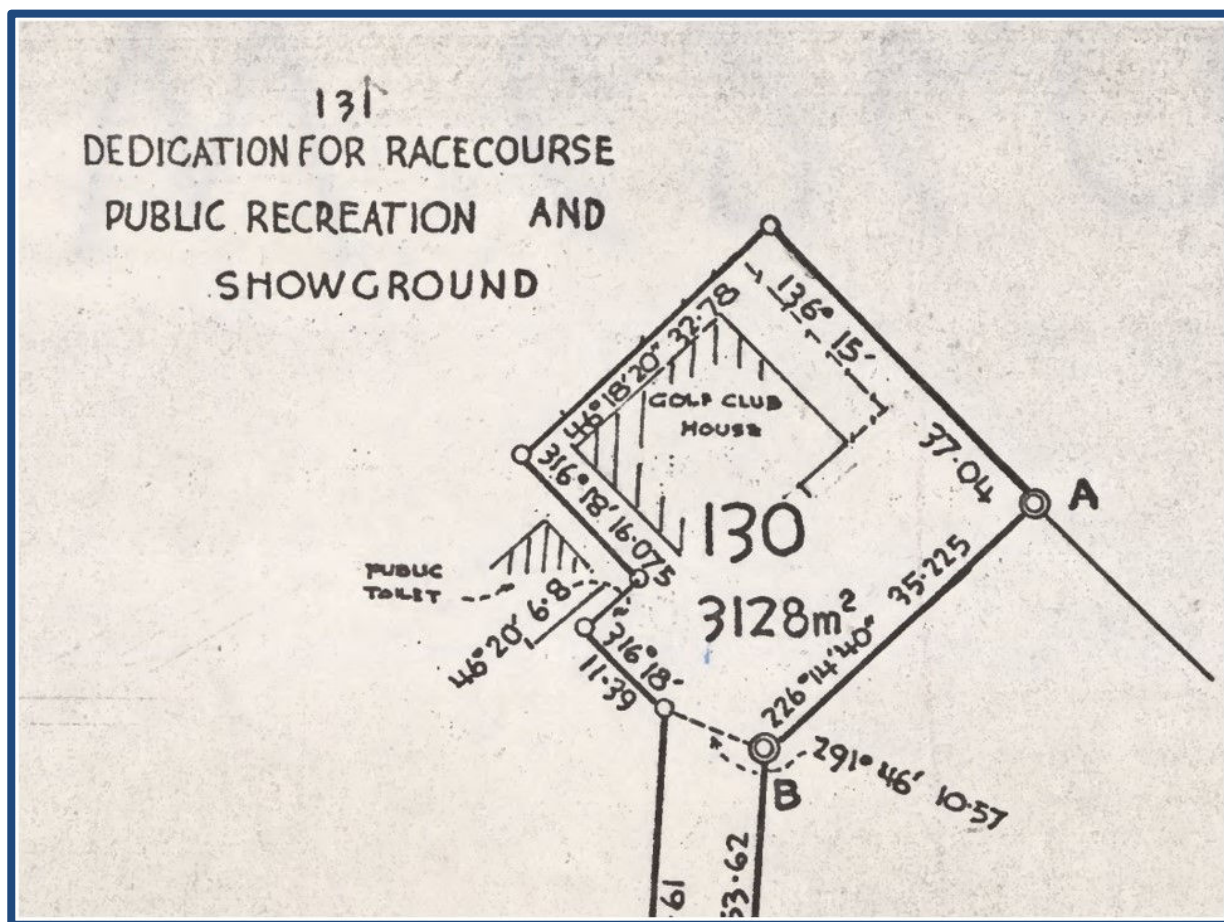 131
DEDICATION FOR RACECOURSE
PUBLIC RECREATION AND
SHOWGROUND
136° 15'
37·04
46° 18' 20" 32·78
GOLF CLUB
HOUSE
316° 18' 16·075
A
130
3128m²
35·225
226° 14' 40"
PUBLIC
TOILET
46° 20' 6·8
316° 18'
11·39
291° 46' 10·57
B
·61
53·62